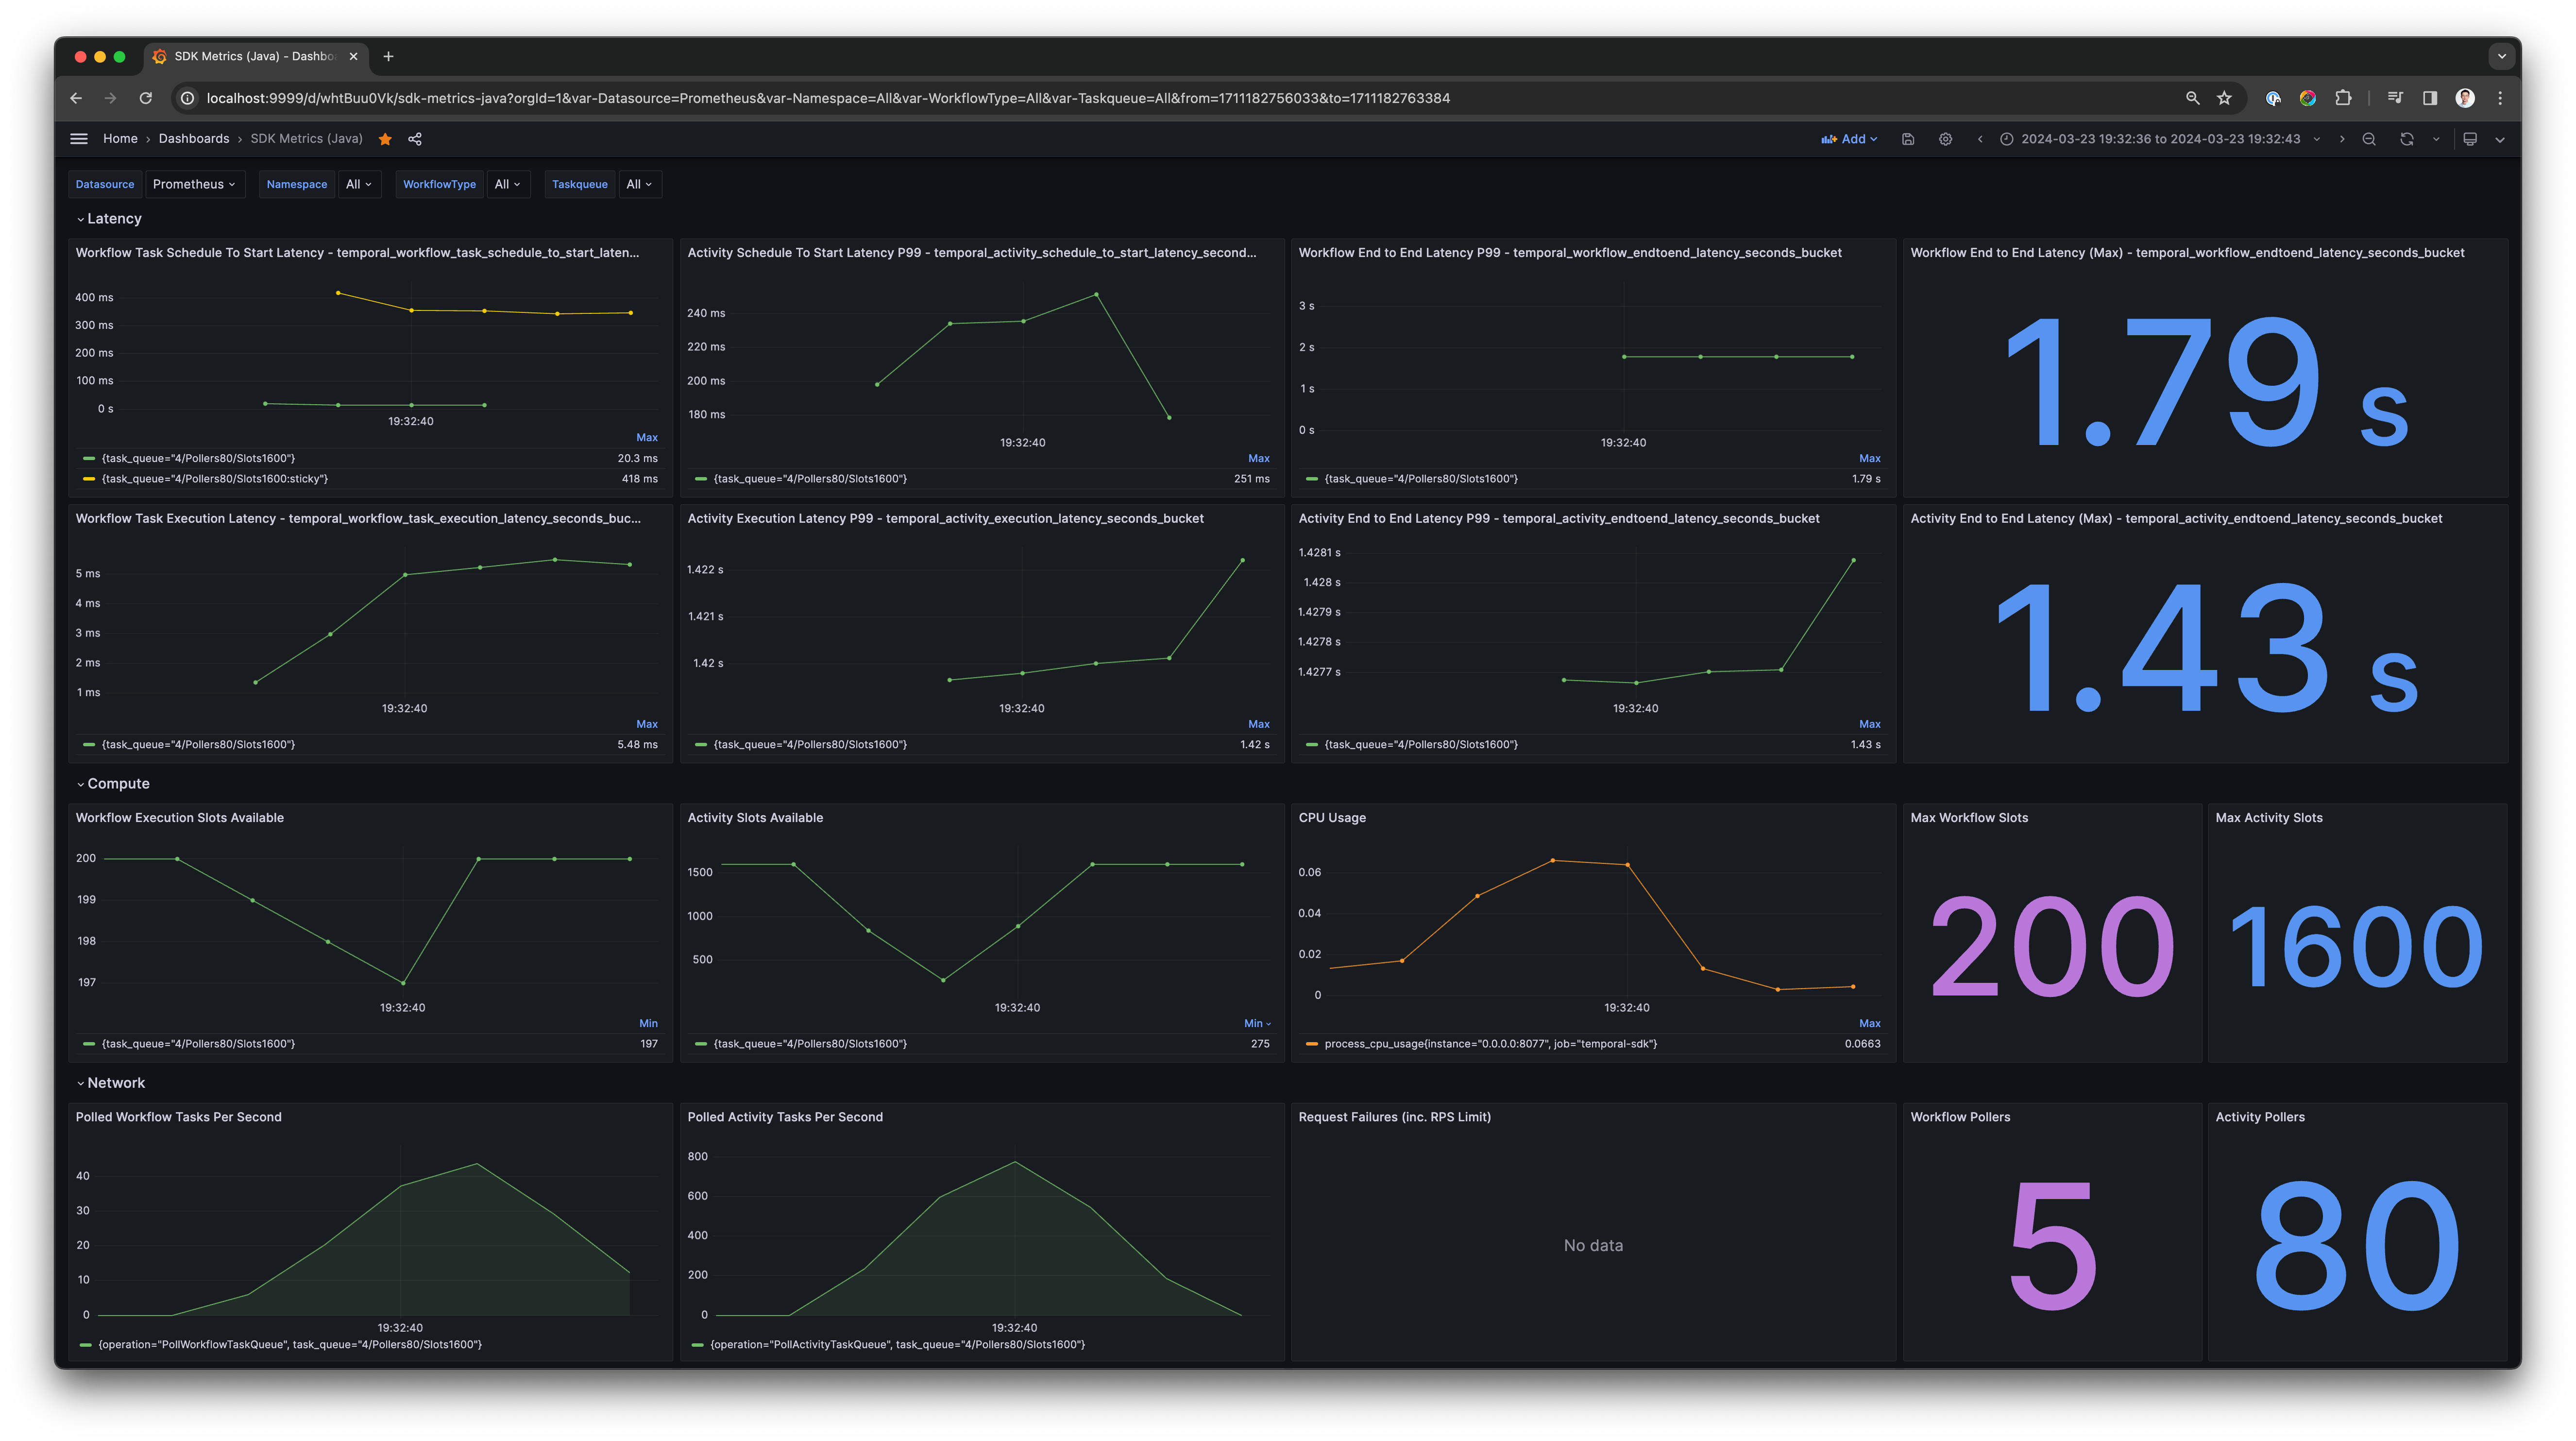 SDK Metrics (Java) - Dashbo
localhost:9999/d/whtBuu0Vk/sdk-metrics-java?orgId=1&var-Datasource=Prometheus&var-Namespace=All&var-WorkflowType=All&var-Taskqueue=All&from=1711182756033&to=1711182763384
Home › Dashboards › SDK Metrics (Java)
Add
2024-03-23 19:32:36 to 2024-03-23 19:32:43
Datasource Prometheus Namespace All WorkflowType All Taskqueue All
Latency
Workflow Task Schedule To Start Latency - temporal_workflow_task_schedule_to_start_laten...
400 ms
300 ms
200 ms
100 ms
0 s
19:32:40
Max
{task_queue="4/Pollers80/Slots1600"} 20.3 ms
{task_queue="4/Pollers80/Slots1600:sticky"} 418 ms
Activity Schedule To Start Latency P99 - temporal_activity_schedule_to_start_latency_second...
240 ms
220 ms
200 ms
180 ms
19:32:40
Max
{task_queue="4/Pollers80/Slots1600"} 251 ms
Workflow End to End Latency P99 - temporal_workflow_endtoend_latency_seconds_bucket
3 s
2 s
1 s
0 s
19:32:40
Max
{task_queue="4/Pollers80/Slots1600"} 1.79 s
Workflow End to End Latency (Max) - temporal_workflow_endtoend_latency_seconds_bucket
1.79 s
Workflow Task Execution Latency - temporal_workflow_task_execution_latency_seconds_buc...
5 ms
4 ms
3 ms
2 ms
1 ms
19:32:40
Max
{task_queue="4/Pollers80/Slots1600"} 5.48 ms
Activity Execution Latency P99 - temporal_activity_execution_latency_seconds_bucket
1.422 s
1.421 s
1.42 s
19:32:40
Max
{task_queue="4/Pollers80/Slots1600"} 1.42 s
Activity End to End Latency P99 - temporal_activity_endtoend_latency_seconds_bucket
1.4281 s
1.428 s
1.4279 s
1.4278 s
1.4277 s
19:32:40
Max
{task_queue="4/Pollers80/Slots1600"} 1.43 s
Activity End to End Latency (Max) - temporal_activity_endtoend_latency_seconds_bucket
1.43 s
Compute
Workflow Execution Slots Available
200
199
198
197
19:32:40
Min
{task_queue="4/Pollers80/Slots1600"} 197
Activity Slots Available
1500
1000
500
19:32:40
Min
{task_queue="4/Pollers80/Slots1600"} 275
CPU Usage
0.06
0.04
0.02
0
19:32:40
Max
process_cpu_usage{instance="0.0.0.0:8077", job="temporal-sdk"} 0.0663
Max Workflow Slots
200
Max Activity Slots
1600
Network
Polled Workflow Tasks Per Second
40
30
20
10
0
19:32:40
{operation="PollWorkflowTaskQueue", task_queue="4/Pollers80/Slots1600"}
Polled Activity Tasks Per Second
800
600
400
200
0
19:32:40
{operation="PollActivityTaskQueue", task_queue="4/Pollers80/Slots1600"}
Request Failures (inc. RPS Limit)
No data
Workflow Pollers
5
Activity Pollers
80